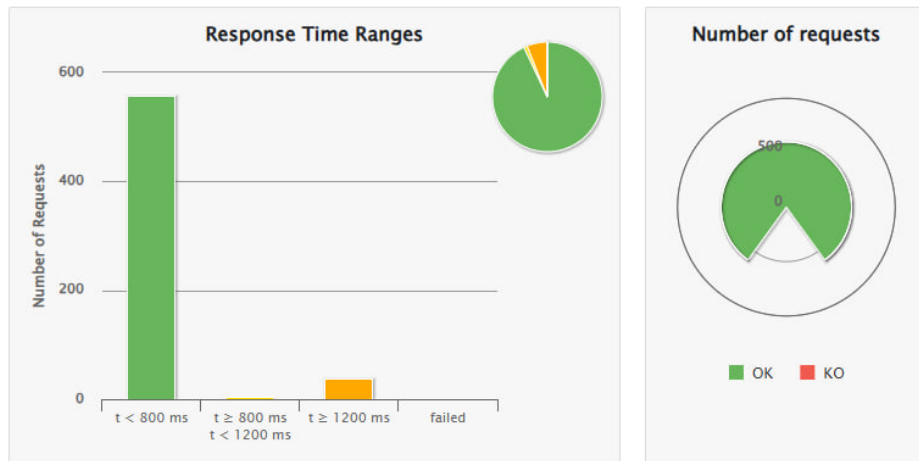 Response Time Ranges
600
400
200
0
Number of Requests
t < 800 ms
t ≥ 800 ms
t < 1200 ms
t ≥ 1200 ms
failed
Number of requests
500
0
OK
KO